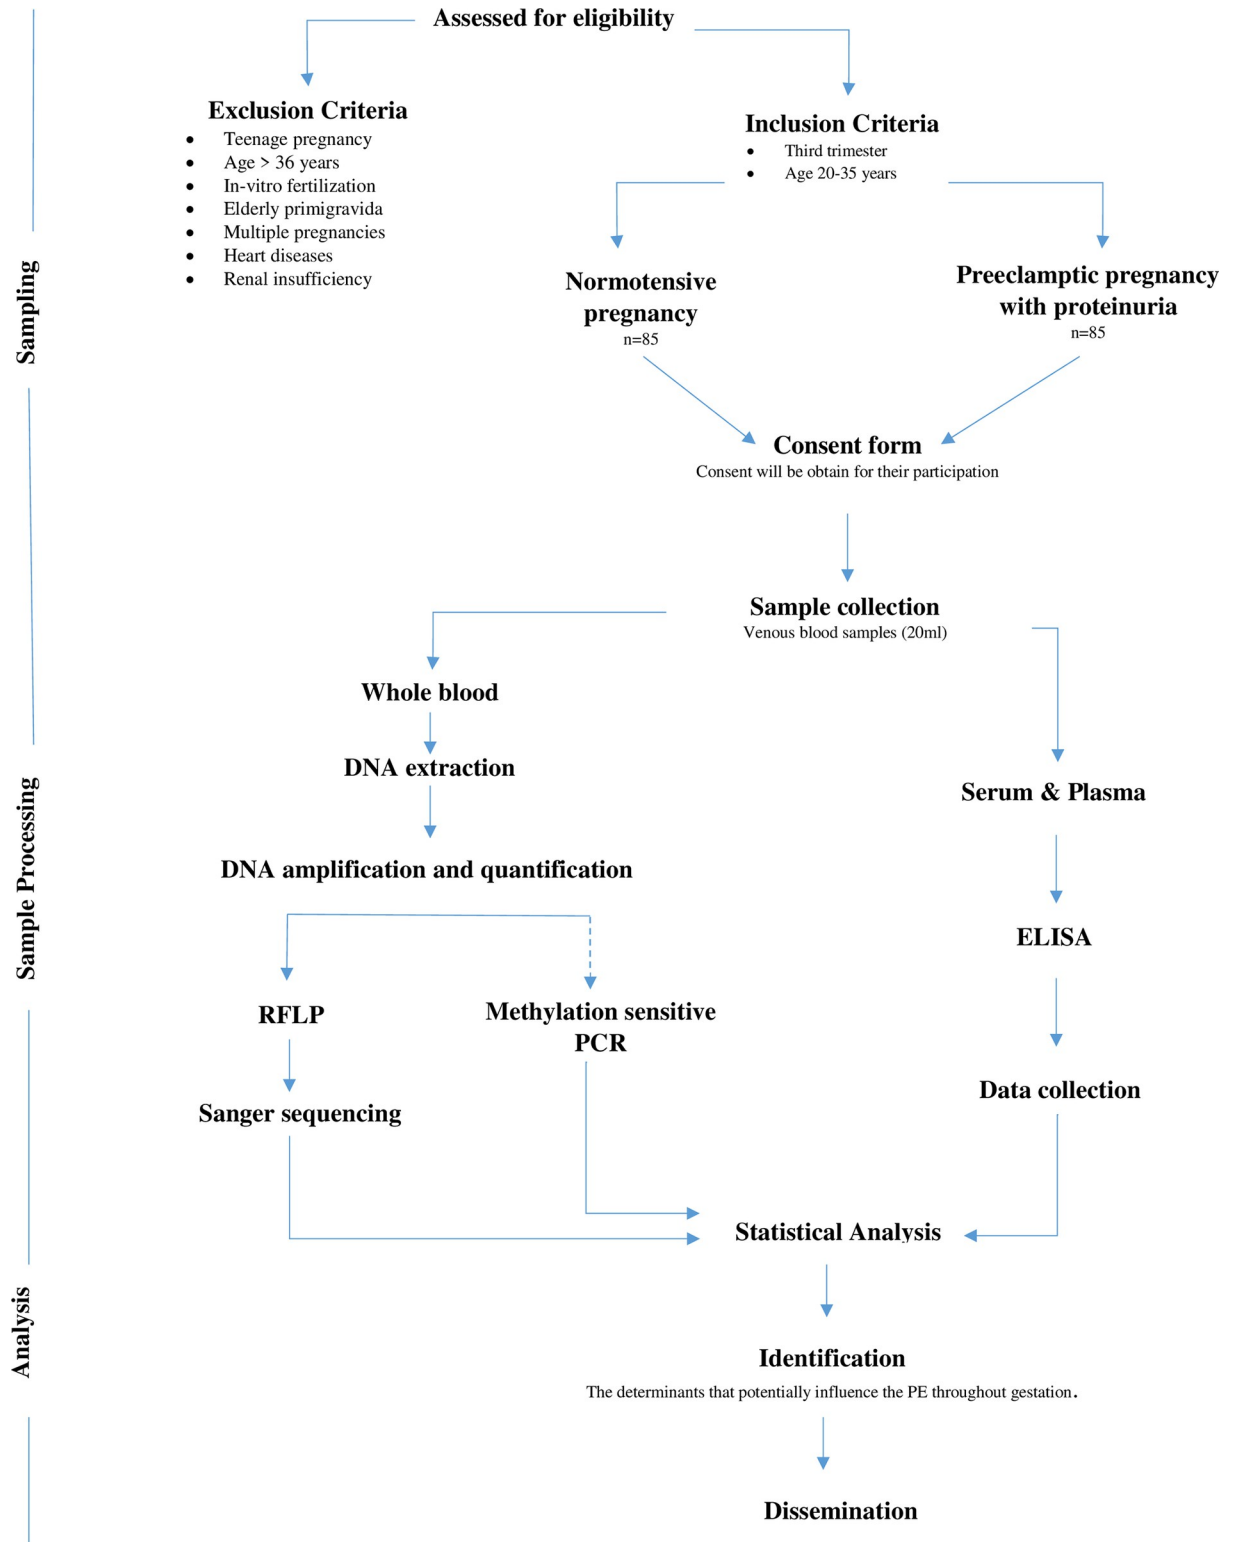 Assessed for eligibility
Exclusion Criteria
• Teenage pregnancy
• Age > 36 years
• In-vitro fertilization
• Elderly primigravida
• Multiple pregnancies
• Heart diseases
• Renal insufficiency
Inclusion Criteria
• Third trimester
• Age 20-35 years
Sampling
Normotensive
pregnancy
n=85
Preeclamptic pregnancy
with proteinuria
n=85
Consent form
Consent will be obtain for their participation
Sample collection
Venous blood samples (20ml)
Whole blood
DNA extraction
Serum & Plasma
Sample Processing
DNA amplification and quantification
ELISA
RFLP
Methylation sensitive
PCR
Data collection
Sanger sequencing
Statistical Analysis
Analysis
Identification
The determinants that potentially influence the PE throughout gestation.
Dissemination